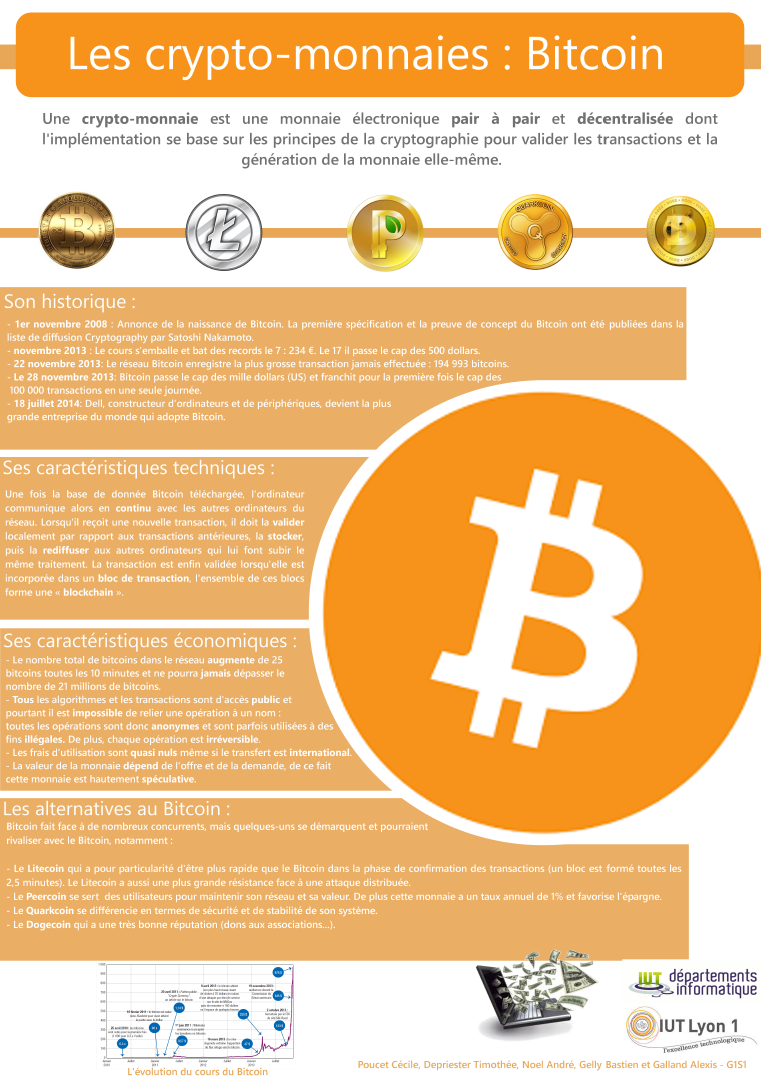 Les crypto-monnaies : Bitcoin
Une crypto-monnaie est une monnaie électronique pair à pair et décentralisée dont
l'implémentation se base sur les principes de la cryptographie pour valider les transactions et la
génération de la monnaie elle-même.
Son historique :
- 1er novembre 2008 : Annonce de la naissance de Bitcoin. La première spécification et la preuve de concept du Bitcoin ont été publiées dans la
liste de diffusion Cryptography par Satoshi Nakamoto.
- novembre 2013 : Le cours s'emballe et bat des records le 7 : 234 €. Le 17 il passe le cap des 500 dollars.
- 22 novembre 2013: Le réseau Bitcoin enregistre la plus grosse transaction jamais effectuée : 194 993 bitcoins.
- Le 28 novembre 2013: Bitcoin passe le cap des mille dollars (US) et franchit pour la première fois le cap des
100 000 transactions en une seule journée.
- 18 juillet 2014: Dell, constructeur d'ordinateurs et de périphériques, devient la plus
grande entreprise du monde qui adopte Bitcoin.
Ses caractéristiques techniques :
Une fois la base de donnée Bitcoin téléchargée, l'ordinateur
communique alors en continu avec les autres ordinateurs du
réseau. Lorsqu'il reçoit une nouvelle transaction, il doit la valider
localement par rapport aux transactions antérieures, la stocker,
puis la rediffuser aux autres ordinateurs qui lui font subir le
même traitement. La transaction est enfin validée lorsqu'elle est
incorporée dans un bloc de transaction, l'ensemble de ces blocs
forme une « blockchain ».
Ses caractéristiques économiques :
- Le nombre total de bitcoins dans le réseau augmente de 25
bitcoins toutes les 10 minutes et ne pourra jamais dépasser le
nombre de 21 millions de bitcoins.
- Tous les algorithmes et les transactions sont d'accès public et
pourtant il est impossible de relier une opération à un nom :
toutes les opérations sont donc anonymes et sont parfois utilisées à des
fins illégales. De plus, chaque opération est irréversible.
- Les frais d'utilisation sont quasi nuls même si le transfert est international.
- La valeur de la monnaie dépend de l'offre et de la demande, de ce fait
cette monnaie est hautement spéculative.
Les alternatives au Bitcoin :
Bitcoin fait face à de nombreux concurrents, mais quelques-uns se démarquent et pourraient
rivaliser avec le Bitcoin, notamment :
- Le Litecoin qui a pour particularité d'être plus rapide que le Bitcoin dans la phase de confirmation des transactions (un bloc est formé toutes les
2,5 minutes). Le Litecoin a aussi une plus grande résistance face à une attaque distribuée.
- Le Peercoin se sert des utilisateurs pour maintenir son réseau et sa valeur. De plus cette monnaie a un taux annuel de 1% et favorise l'épargne.
- Le Quarkcoin se différencie en termes de sécurité et de stabilité de son système.
- Le Dogecoin qui a une très bonne réputation (dons aux associations...).
L'évolution du cours du Bitcoin
IUT départements
informatique
IUT Lyon 1
l'excellence technologique
Poucet Cécile, Depriester Timothée, Noel André, Gelly Bastien et Galland Alexis - G1S1